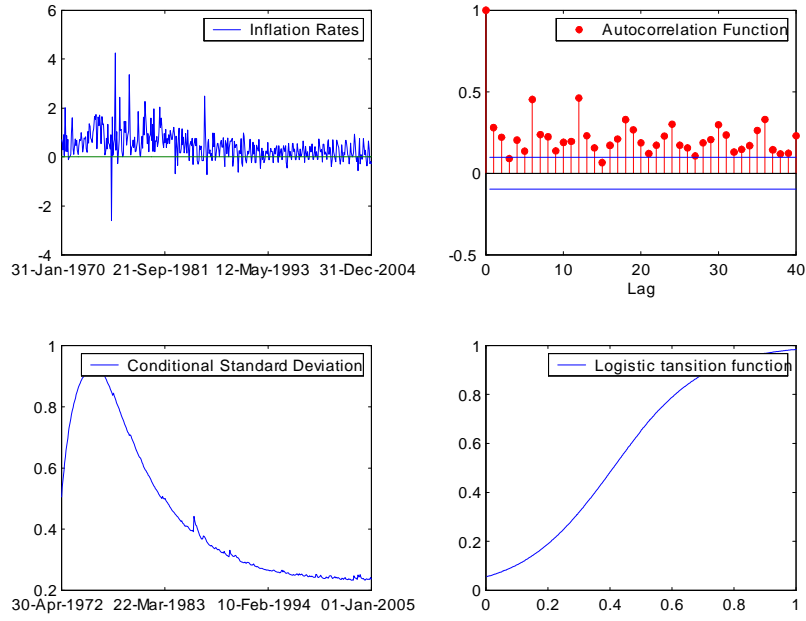 Inflation Rates
6
4
2
0
-2
-4
31-Jan-1970 21-Sep-1981 12-May-1993 31-Dec-2004
Autocorrelation Function
1
0.5
0
-0.5
0 10 20 30 40
Lag
Conditional Standard Deviation
1
0.8
0.6
0.4
0.2
30-Apr-1972 22-Mar-1983 10-Feb-1994 01-Jan-2005
Logistic tansition function
1
0.8
0.6
0.4
0.2
0
0 0.2 0.4 0.6 0.8 1